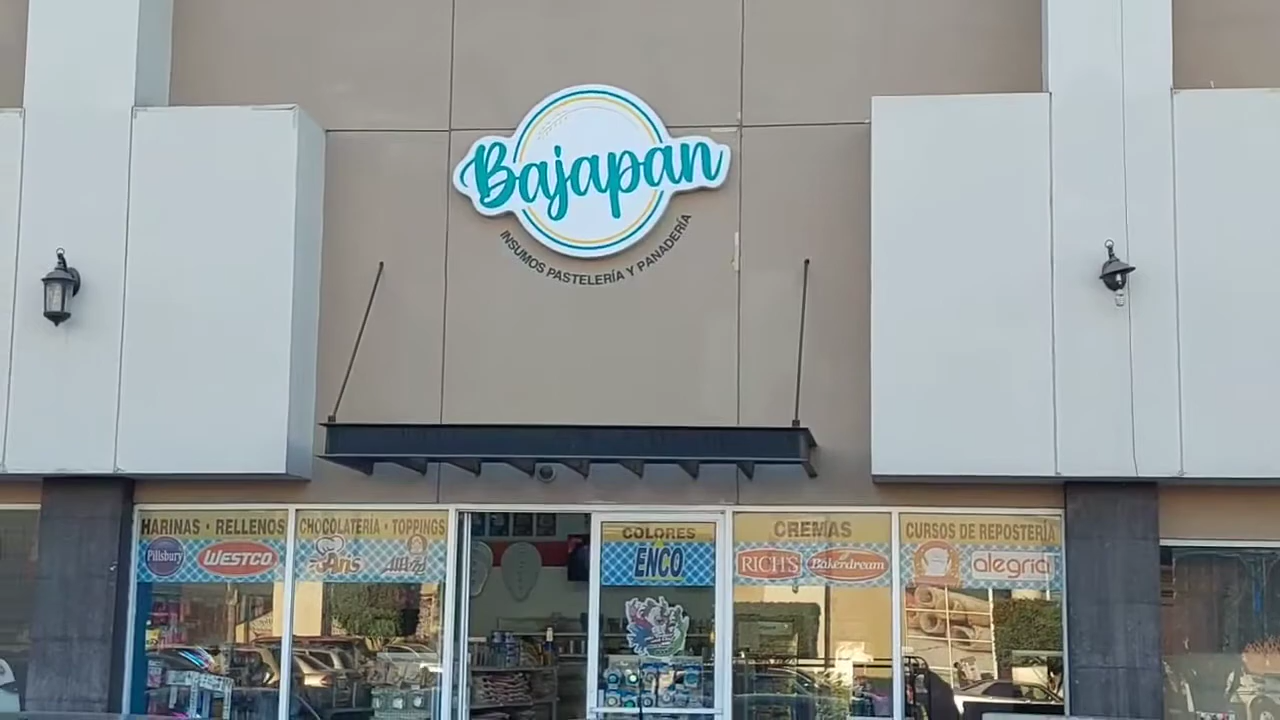 Bajapan
INSUMOS PASTELERÍA Y PANADERÍA
HARINAS • RELLENOS
CHOCOLATERÍA • TOPPINGS
COLORES
CREMAS
CURSOS DE REPOSTERÍA
Pillsbury
WESTCO
ENCO
RICH'S
Bakerdream
alegria